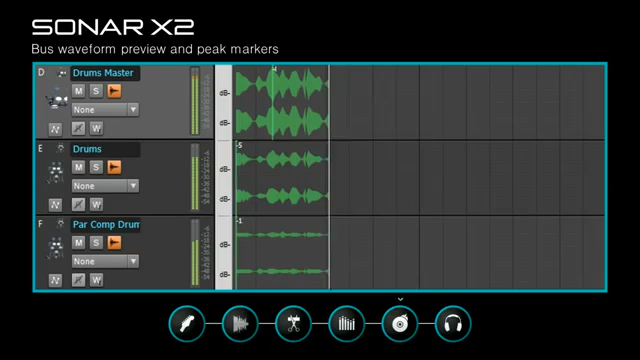 SONAR X2
Bus waveform preview and peak markers
D
Drums Master
M S
None
W
dB-
dB-
E
Drums
M S
None
W
-5
dB-
dB-
F
Par Comp Drum
M S
None
W
-1
dB-
dB-